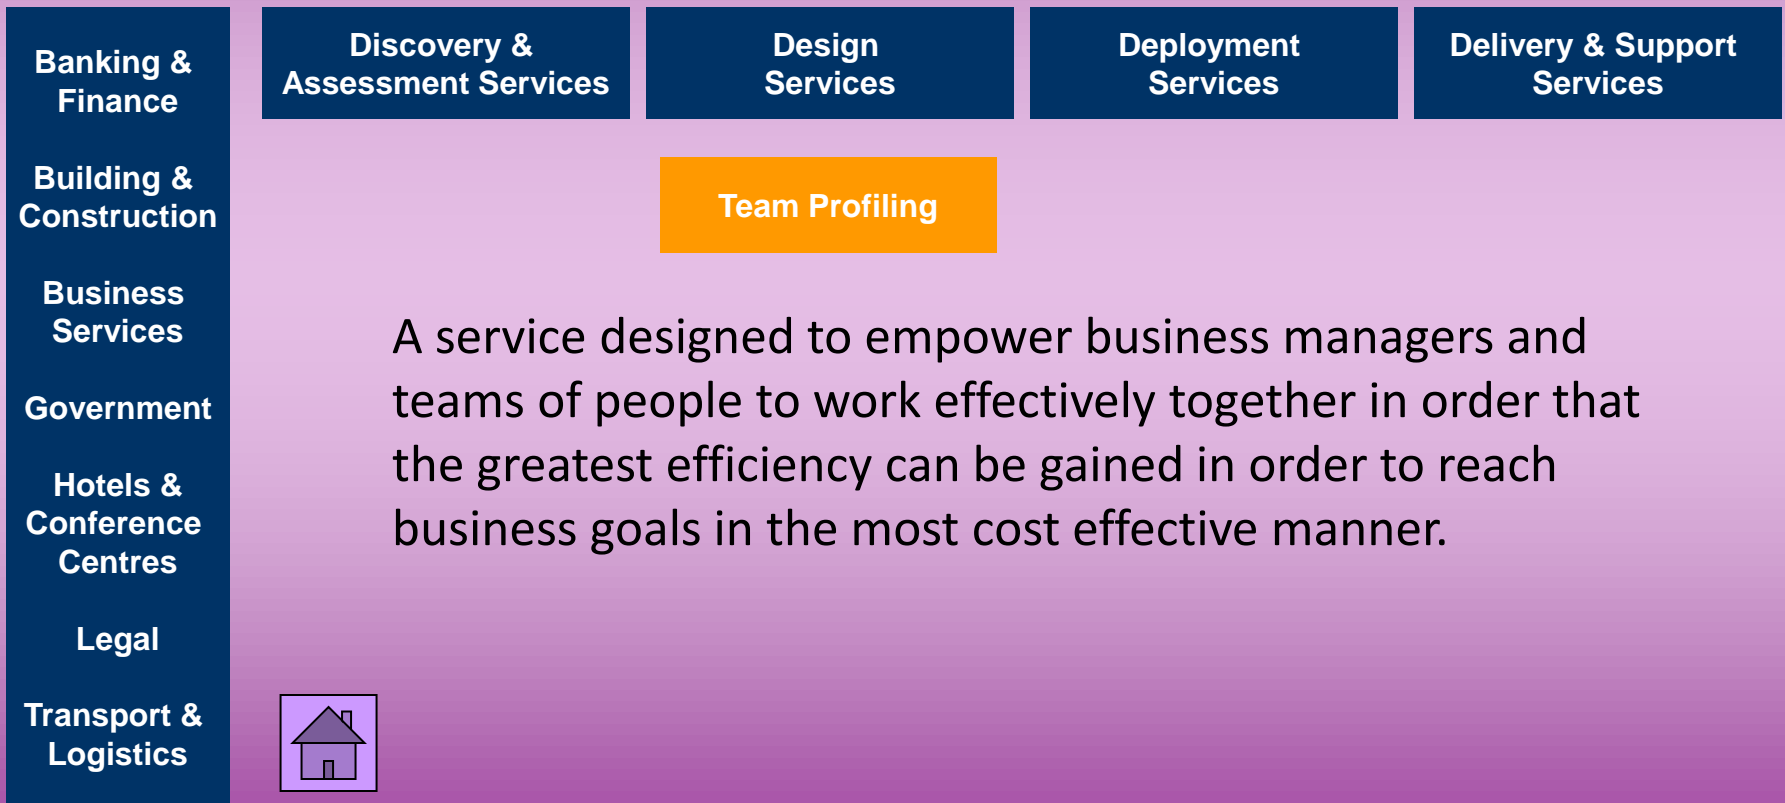 Banking &
Finance
Building &
Construction
Business
Services
Government
Hotels &
Conference
Centres
Legal
Transport &
Logistics
Discovery &
Assessment Services
Design
Services
Deployment
Services
Delivery & Support
Services
Team Profiling
A service designed to empower business managers and
teams of people to work effectively together in order that
the greatest efficiency can be gained in order to reach
business goals in the most cost effective manner.